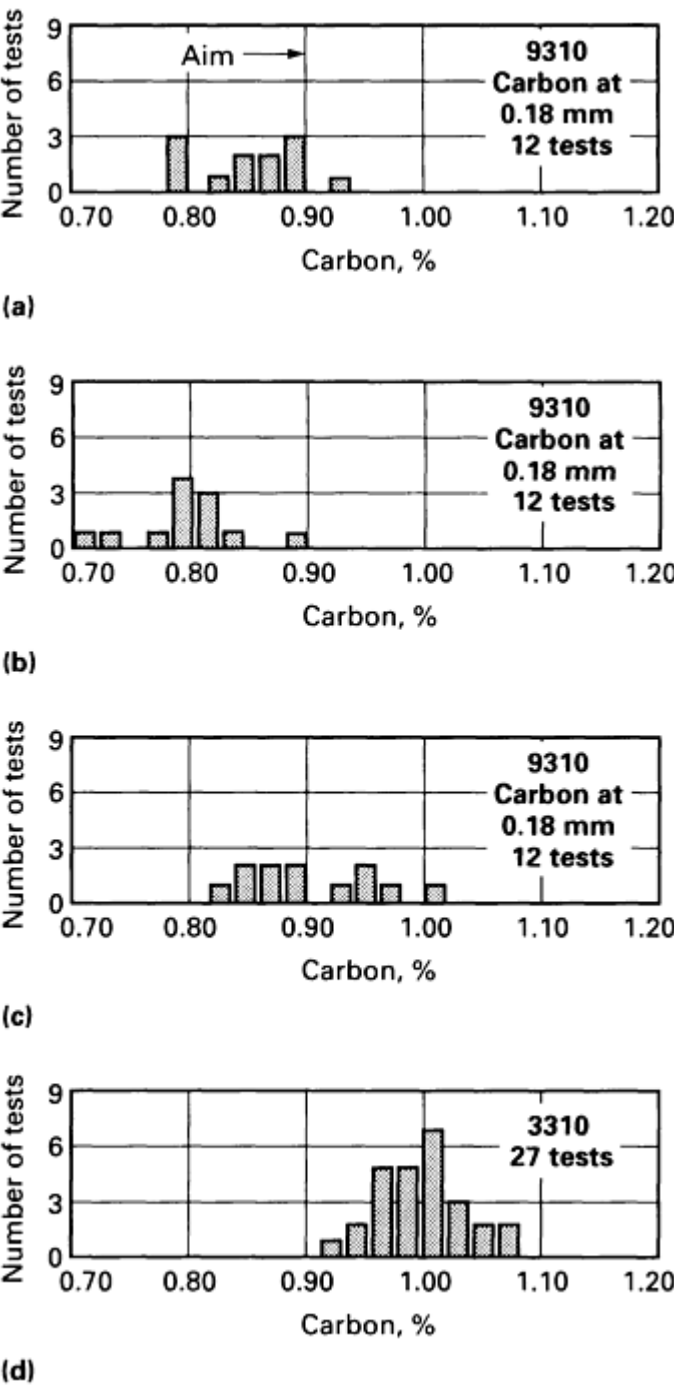 Number of tests
9
6
3
0
Aim
9310
Carbon at
0.18 mm
12 tests
0.70 0.80 0.90 1.00 1.10 1.20
Carbon, %
(a)
Number of tests
9
6
3
0
9310
Carbon at
0.18 mm
12 tests
0.70 0.80 0.90 1.00 1.10 1.20
Carbon, %
(b)
Number of tests
9
6
3
0
9310
Carbon at
0.18 mm
12 tests
0.70 0.80 0.90 1.00 1.10 1.20
Carbon, %
(c)
Number of tests
9
6
3
0
3310
27 tests
0.70 0.80 0.90 1.00 1.10 1.20
Carbon, %
(d)